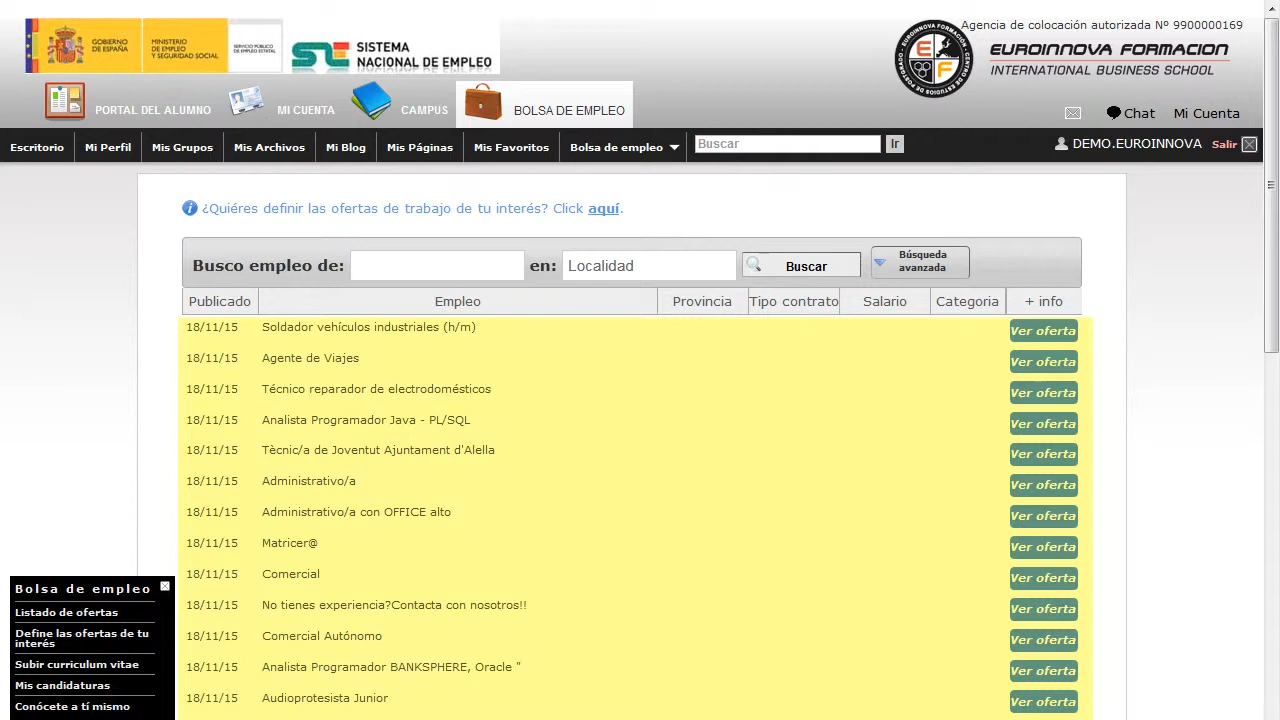 GOBIERNO
DE ESPAÑA
MINISTERIO
DE EMPLEO
Y SEGURIDAD SOCIAL
SERVICIO PÚBLICO
DE EMPLEO ESTATAL
SISTEMA
NACIONAL DE EMPLEO
Agencia de colocación autorizada Nº 9900000169
EUROINNOVA FORMACION
INTERNATIONAL BUSINESS SCHOOL
PORTAL DEL ALUMNO
MI CUENTA
CAMPUS
BOLSA DE EMPLEO
Chat
Mi Cuenta
Escritorio
Mi Perfil
Mis Grupos
Mis Archivos
Mi Blog
Mis Páginas
Mis Favoritos
Bolsa de empleo
Buscar
Ir
DEMO.EUROINNOVA
Salir
¿Quiéres definir las ofertas de trabajo de tu interés? Click aquí.
Busco empleo de:
en:
Localidad
Buscar
Búsqueda
avanzada
Publicado Empleo Provincia Tipo contrato Salario Categoria + info
18/11/15 Soldador vehículos industriales (h/m) Ver oferta
18/11/15 Agente de Viajes Ver oferta
18/11/15 Técnico reparador de electrodomésticos Ver oferta
18/11/15 Analista Programador Java - PL/SQL Ver oferta
18/11/15 Tècnic/a de Joventut Ajuntament d'Alella Ver oferta
18/11/15 Administrativo/a Ver oferta
18/11/15 Administrativo/a con OFFICE alto Ver oferta
18/11/15 Matricer@ Ver oferta
18/11/15 Comercial Ver oferta
18/11/15 No tienes experiencia?Contacta con nosotros!! Ver oferta
18/11/15 Comercial Autónomo Ver oferta
18/11/15 Analista Programador BANKSPHERE, Oracle " Ver oferta
18/11/15 Audioprotesista Junior Ver oferta
Bolsa de empleo
Listado de ofertas
Define las ofertas de tu
interés
Subir curriculum vitae
Mis candidaturas
Conócete a tí mismo